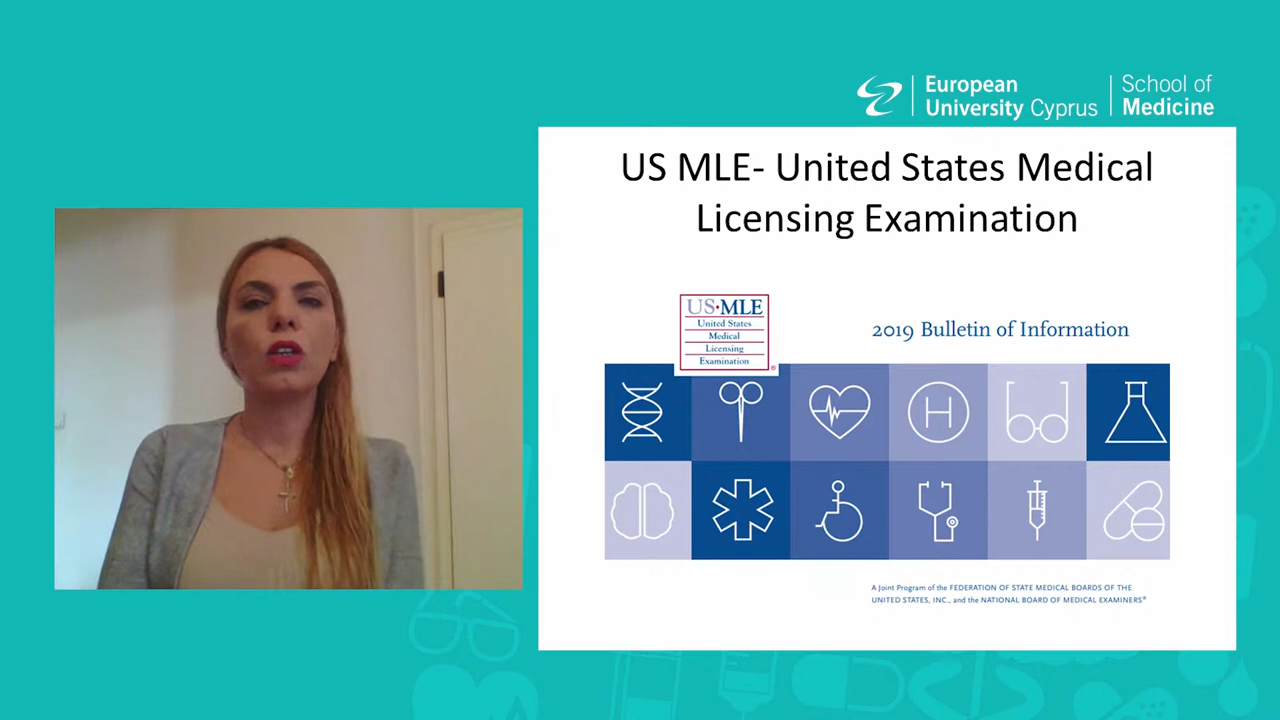 European
University Cyprus
School of
Medicine
US MLE- United States Medical
Licensing Examination
US·MLE
United States
Medical
Licensing
Examination
®
2019 Bulletin of Information
H
A Joint Program of the FEDERATION OF STATE MEDICAL BOARDS OF THE
UNITED STATES, INC., and the NATIONAL BOARD OF MEDICAL EXAMINERS®